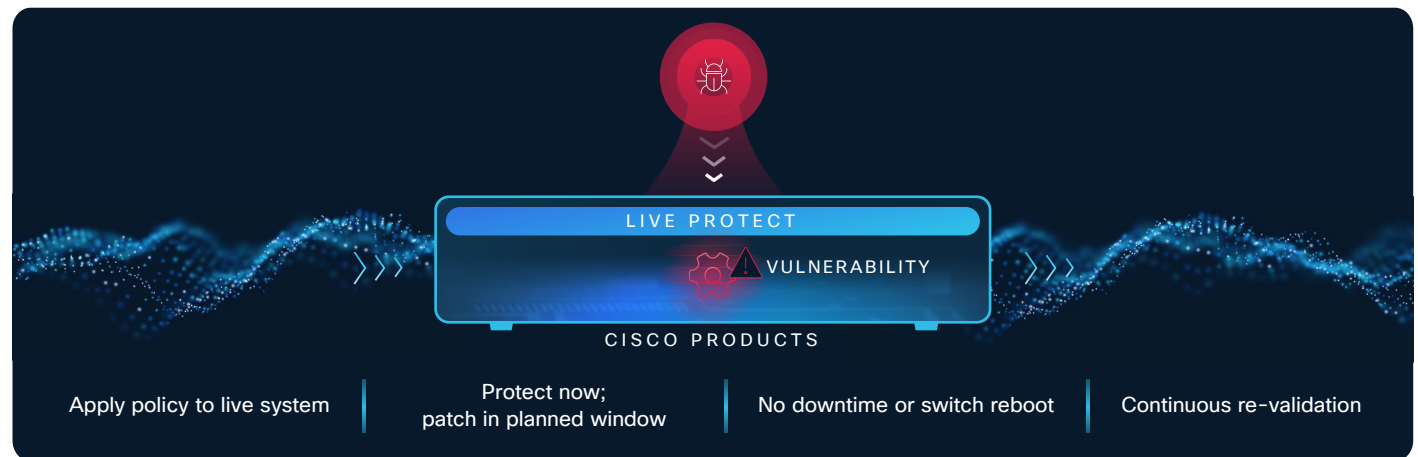 LIVE PROTECT
VULNERABILITY
CISCO PRODUCTS
Apply policy to live system
Protect now;
patch in planned window
No downtime or switch reboot
Continuous re-validation